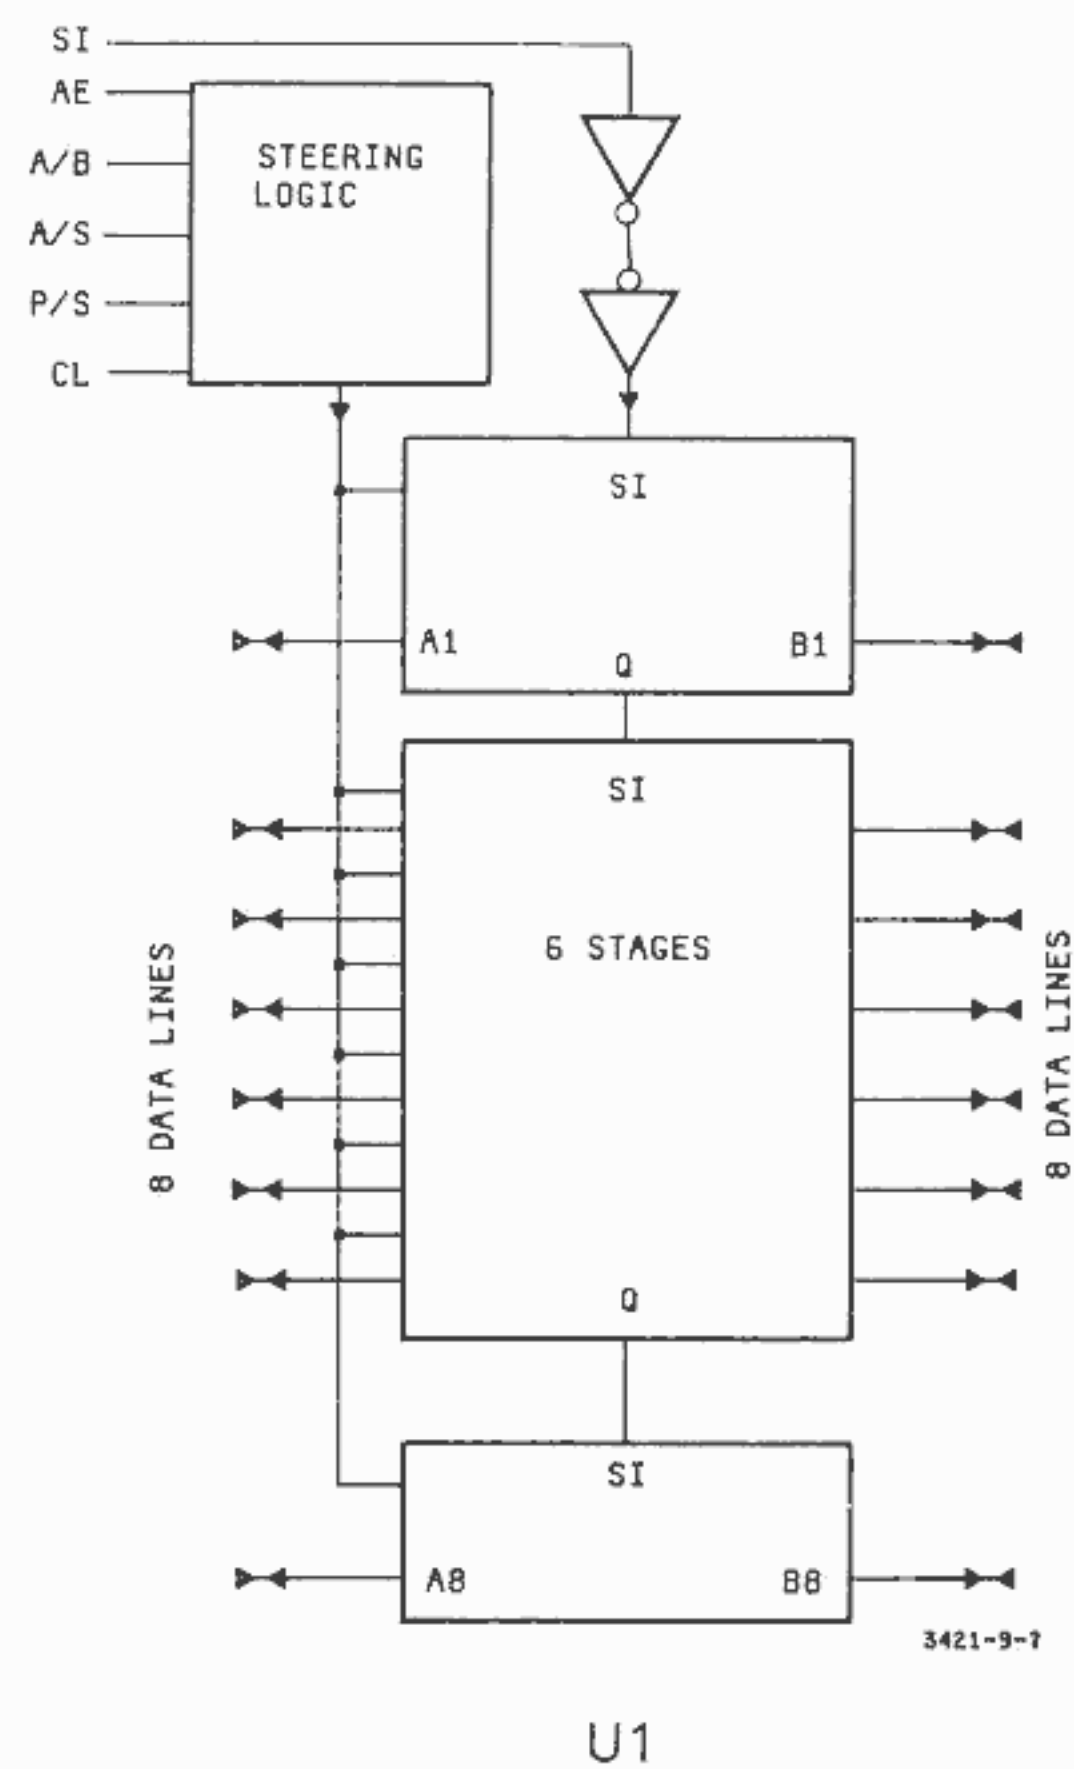 SI
AE
A/B
A/S
P/S
CL
STEERING
LOGIC
SI
A1
B1
Q
SI
6 STAGES
8 DATA LINES
8 DATA LINES
Q
SI
A8
B8
3421-9-7
U1